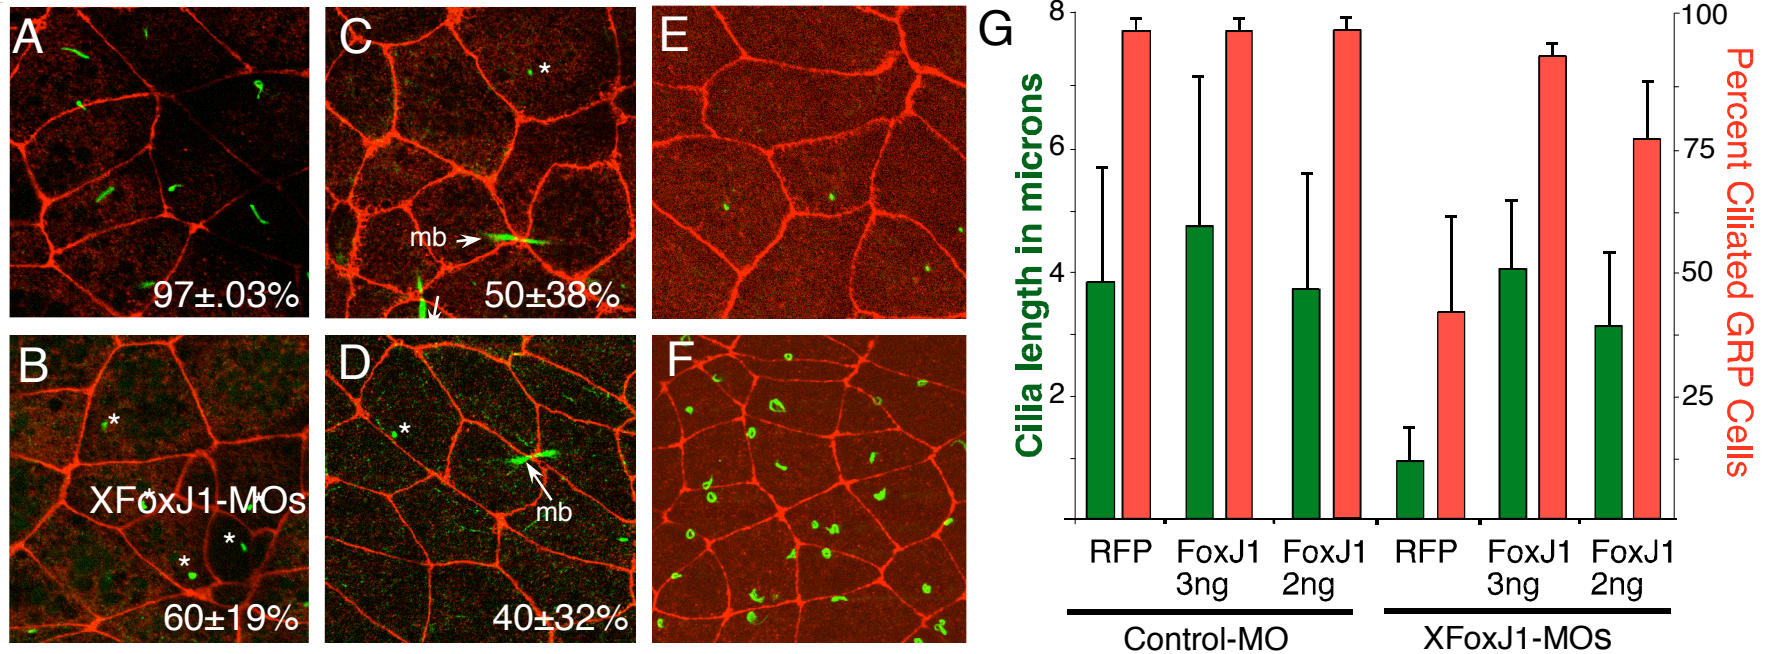 A
97±.03%
B
*
XFoxJ1-MOs
*
*
*
*
60±19%
C
*
mb
50±38%
D
*
mb
40±32%
E
F
G
Cilia length in microns
8
6
4
2
100
75
50
25
Percent Ciliated GRP Cells
RFP
FoxJ1
3ng
FoxJ1
2ng
RFP
FoxJ1
3ng
FoxJ1
2ng
Control-MO
XFoxJ1-MOs